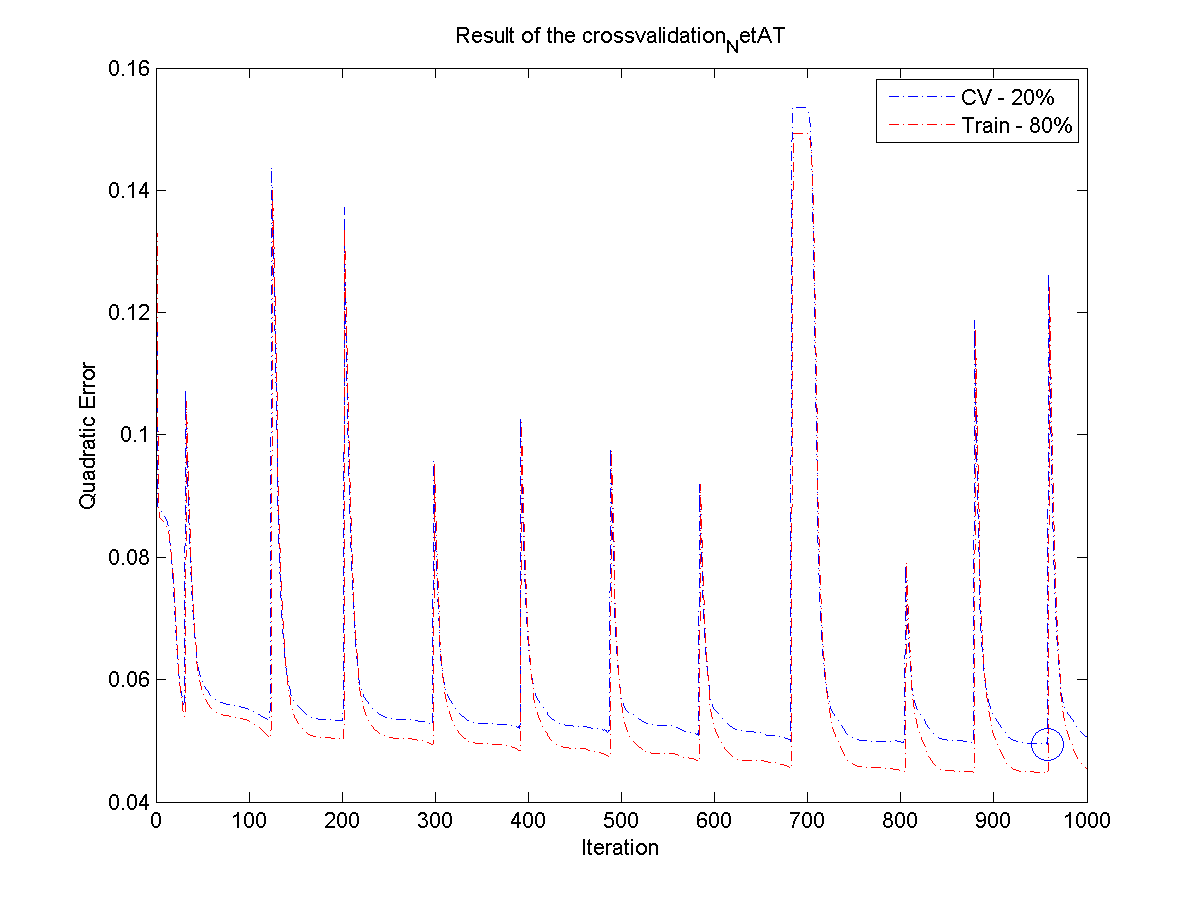 Result of the crossvalidation_NetAT
CV - 20%
Train - 80%
Quadratic Error
0.16
0.14
0.12
0.1
0.08
0.06
0.04
0 100 200 300 400 500 600 700 800 900 1000
Iteration